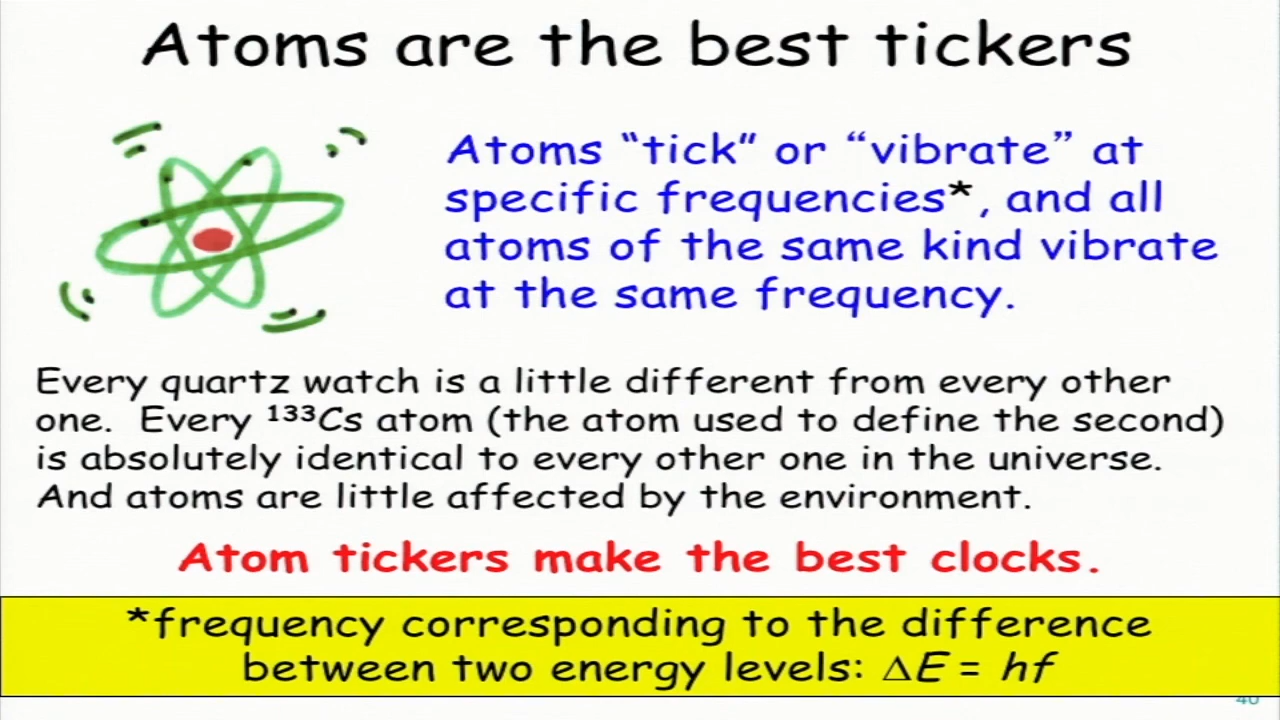 Atoms are the best tickers
Atoms “tick” or “vibrate” at
specific frequencies*, and all
atoms of the same kind vibrate
at the same frequency.
Every quartz watch is a little different from every other
one. Every ¹³³Cs atom (the atom used to define the second)
is absolutely identical to every other one in the universe.
And atoms are little affected by the environment.
Atom tickers make the best clocks.
*frequency corresponding to the difference
between two energy levels: ΔE = hf
40